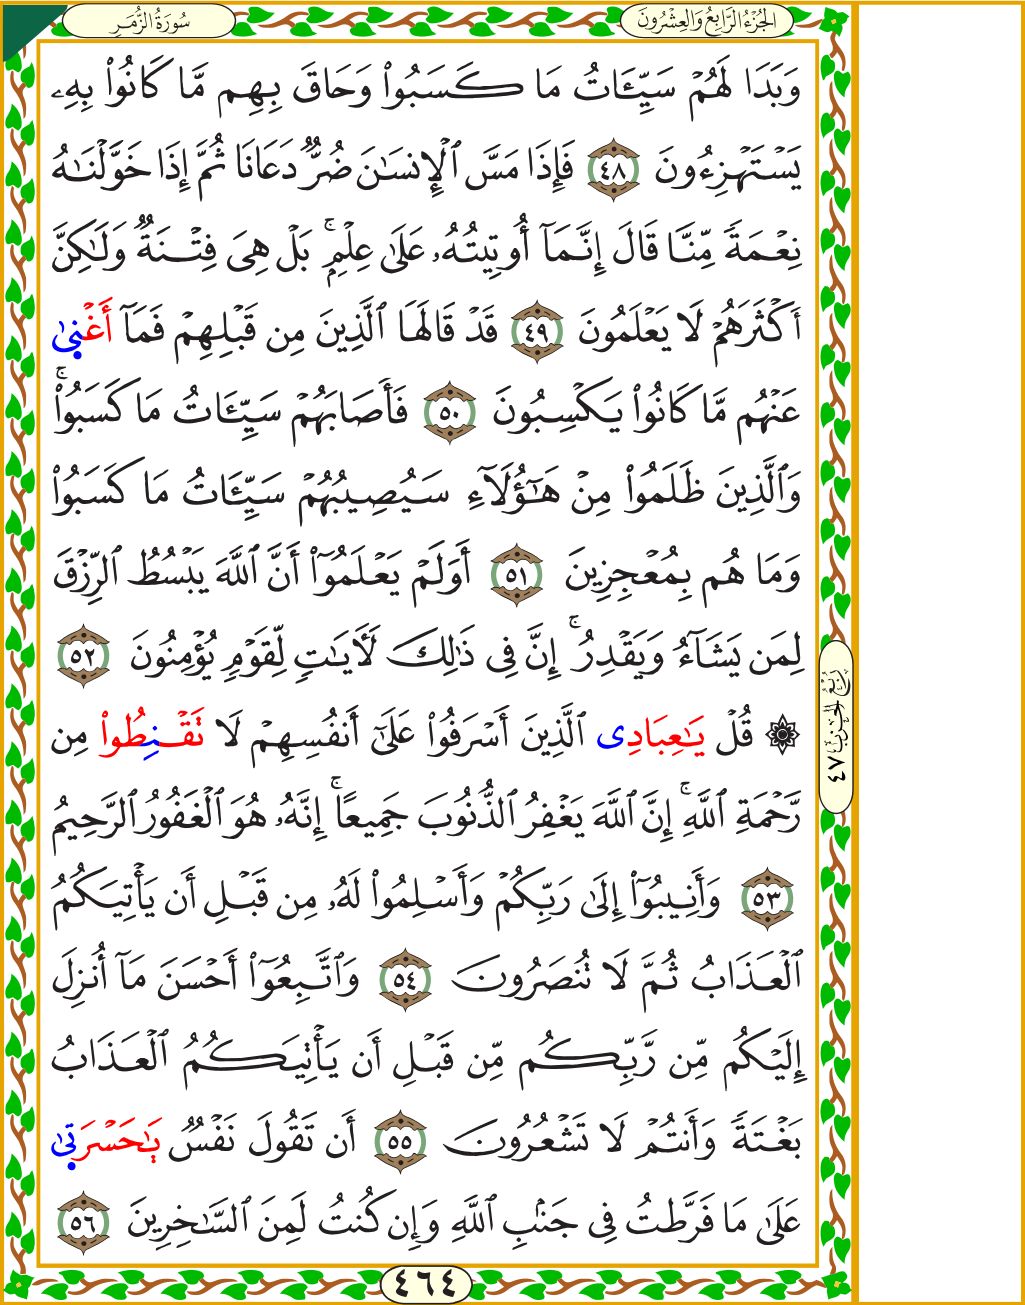 الجُزْءُ الرَّابِعُ وَالْعِشْرُونَ
سُورَةُ الزُّمَرِ
وَبَدَا لَهُمْ سَيِّـَٔاتُ مَا كَسَبُوا۟ وَحَاقَ بِهِم مَّا كَانُوا۟ بِهِۦ
يَسْتَهْزِءُونَ ٤٨ فَإِذَا مَسَّ ٱلْإِنسَـٰنَ ضُرٌّ دَعَانَا ثُمَّ إِذَا خَوَّلْنَـٰهُ
نِعْمَةً مِّنَّا قَالَ إِنَّمَآ أُوتِيتُهُۥ عَلَىٰ عِلْمٍۭ ۚ بَلْ هِىَ فِتْنَةٌ وَلَـٰكِنَّ
أَكْثَرَهُمْ لَا يَعْلَمُونَ ٤٩ قَدْ قَالَهَا ٱلَّذِينَ مِن قَبْلِهِمْ فَمَآ أَغْنٜىٰ
عَنْهُم مَّا كَانُوا۟ يَكْسِبُونَ ٥٠ فَأَصَابَهُمْ سَيِّـَٔاتُ مَا كَسَبُوا۟ ۚ
وَٱلَّذِينَ ظَلَمُوا۟ مِنْ هَـٰٓؤُلَآءِ سَيُصِيبُهُمْ سَيِّـَٔاتُ مَا كَسَبُوا۟
وَمَا هُم بِمُعْجِزِينَ ٥١ أَوَلَمْ يَعْلَمُوٓا۟ أَنَّ ٱللَّهَ يَبْسُطُ ٱلرِّزْقَ
لِمَن يَشَآءُ وَيَقْدِرُ ۚ إِنَّ فِى ذَٰلِكَ لَـَٔايَـٰتٍ لِّقَوْمٍ يُؤْمِنُونَ ٥٢
۞ قُلْ يَـٰعِبَادِى ٱلَّذِينَ أَسْرَفُوا۟ عَلَىٰٓ أَنفُسِهِمْ لَا تَقْنِطُوا۟ مِن
رَّحْمَةِ ٱللَّهِ ۚ إِنَّ ٱللَّهَ يَغْفِرُ ٱلذُّنُوبَ جَمِيعًا ۚ إِنَّهُۥ هُوَ ٱلْغَفُورُ ٱلرَّحِيمُ
٥٣ وَأَنِيبُوٓا۟ إِلَىٰ رَبِّكُمْ وَأَسْلِمُوا۟ لَهُۥ مِن قَبْلِ أَن يَأْتِيَكُمُ
ٱلْعَذَابُ ثُمَّ لَا تُنصَرُونَ ٥٤ وَٱتَّبِعُوٓا۟ أَحْسَنَ مَآ أُنزِلَ
إِلَيْكُم مِّن رَّبِّكُم مِّن قَبْلِ أَن يَأْتِيَكُمُ ٱلْعَذَابُ
بَغْتَةً وَأَنتُمْ لَا تَشْعُرُونَ ٥٥ أَن تَقُولَ نَفْسٌ يَـٰحَسْرَتٜىٰ
عَلَىٰ مَا فَرَّطتُ فِى جَنۢبِ ٱللَّهِ وَإِن كُنتُ لَمِنَ ٱلسَّـٰخِرِينَ ٥٦
رُبْعُ الحِزْبِ ٤٧
٤٦٤